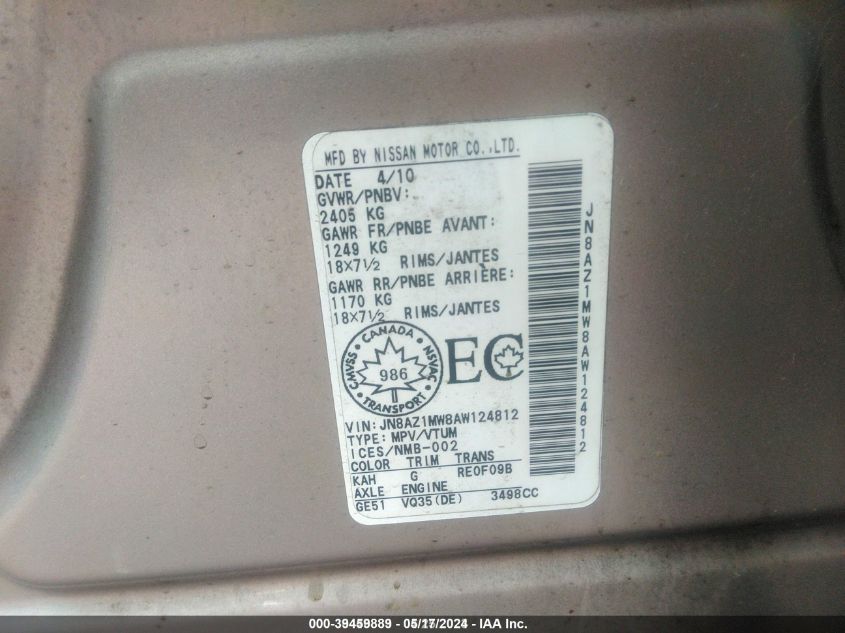 MFD BY NISSAN MOTOR CO.,LTD.
DATE 4/10
GVWR/PNBV:
2405 KG
GAWR FR/PNBE AVANT:
1249 KG
18X7½ RIMS/JANTES
GAWR RR/PNBE ARRIÈRE:
1170 KG
18X7½ RIMS/JANTES
CANADA
CMVSS • NSVAC
986
TRANSPORT
EC
VIN: JN8AZ1MW8AW124812
TYPE: MPV/VTUM
ICES/NMB-002
COLOR TRIM TRANS
KAH G RE0F09B
AXLE ENGINE
GE51 VQ35(DE) 3498CC
JN8AZ1MW8AW124812
000-39459889 - 05/17/2024 - IAA Inc.